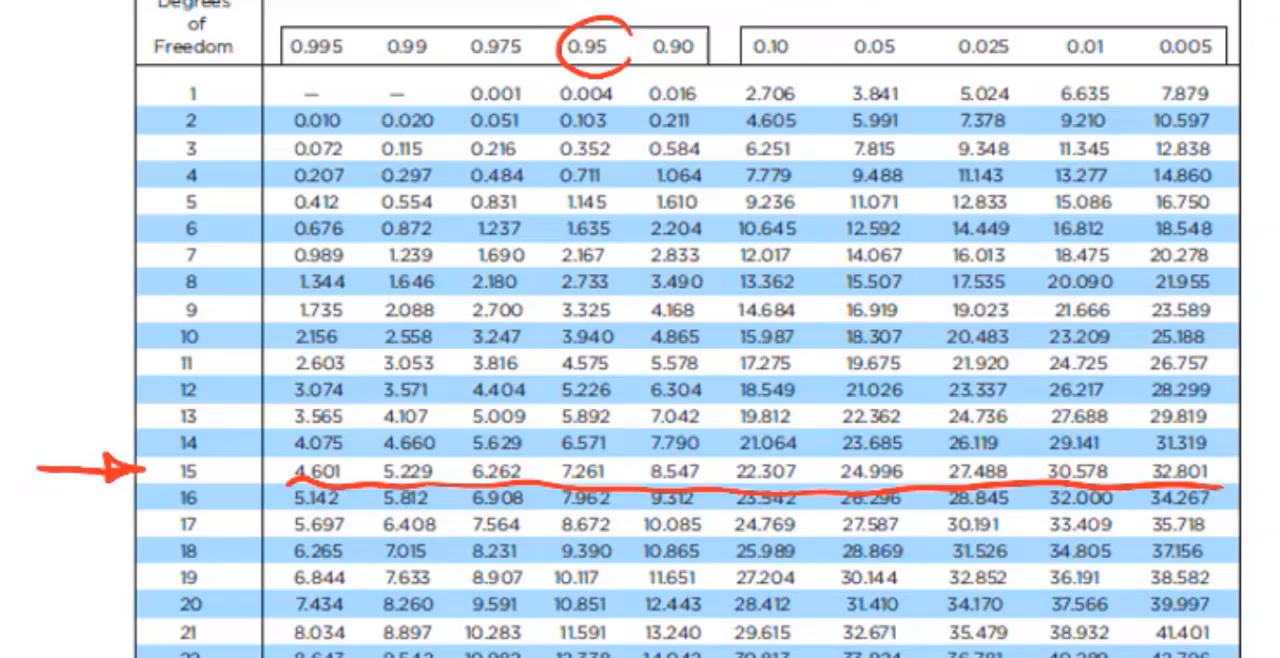 Degrees
of
Freedom 0.995 0.99 0.975 0.95 0.90 0.10 0.05 0.025 0.01 0.005
1 — — 0.001 0.004 0.016 2.706 3.841 5.024 6.635 7.879
2 0.010 0.020 0.051 0.103 0.211 4.605 5.991 7.378 9.210 10.597
3 0.072 0.115 0.216 0.352 0.584 6.251 7.815 9.348 11.345 12.838
4 0.207 0.297 0.484 0.711 1.064 7.779 9.488 11.143 13.277 14.860
5 0.412 0.554 0.831 1.145 1.610 9.236 11.071 12.833 15.086 16.750
6 0.676 0.872 1.237 1.635 2.204 10.645 12.592 14.449 16.812 18.548
7 0.989 1.239 1.690 2.167 2.833 12.017 14.067 16.013 18.475 20.278
8 1.344 1.646 2.180 2.733 3.490 13.362 15.507 17.535 20.090 21.955
9 1.735 2.088 2.700 3.325 4.168 14.684 16.919 19.023 21.666 23.589
10 2.156 2.558 3.247 3.940 4.865 15.987 18.307 20.483 23.209 25.188
11 2.603 3.053 3.816 4.575 5.578 17.275 19.675 21.920 24.725 26.757
12 3.074 3.571 4.404 5.226 6.304 18.549 21.026 23.337 26.217 28.299
13 3.565 4.107 5.009 5.892 7.042 19.812 22.362 24.736 27.688 29.819
14 4.075 4.660 5.629 6.571 7.790 21.064 23.685 26.119 29.141 31.319
15 4.601 5.229 6.262 7.261 8.547 22.307 24.996 27.488 30.578 32.801
16 5.142 5.812 6.908 7.962 9.312 23.542 26.296 28.845 32.000 34.267
17 5.697 6.408 7.564 8.672 10.085 24.769 27.587 30.191 33.409 35.718
18 6.265 7.015 8.231 9.390 10.865 25.989 28.869 31.526 34.805 37.156
19 6.844 7.633 8.907 10.117 11.651 27.204 30.144 32.852 36.191 38.582
20 7.434 8.260 9.591 10.851 12.443 28.412 31.410 34.170 37.566 39.997
21 8.034 8.897 10.283 11.591 13.240 29.615 32.671 35.479 38.932 41.401